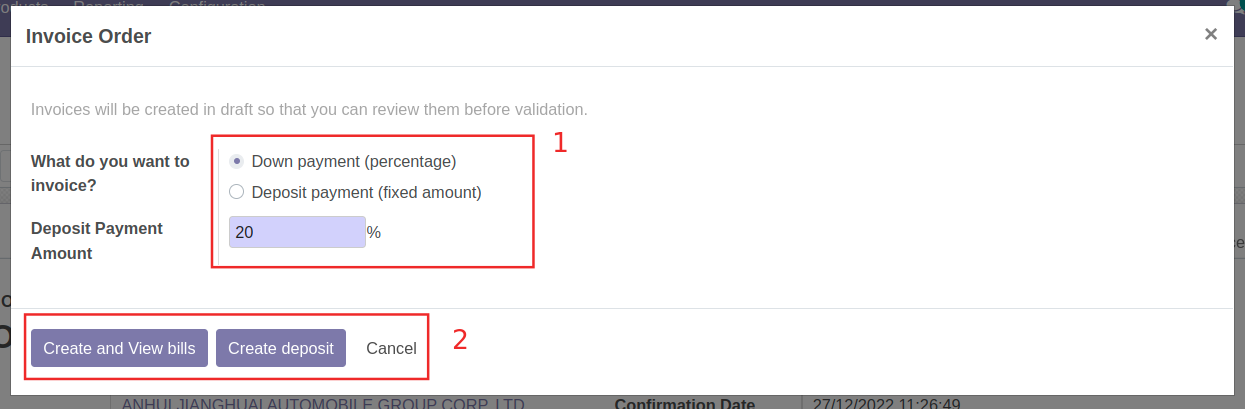 Reporting Configuration
Invoice Order ×
Invoices will be created in draft so that you can review them before validation.
1
What do you want to
invoice?
Down payment (percentage)
Deposit payment (fixed amount)
Deposit Payment
Amount
20 %
2
Create and View bills Create deposit Cancel
ANHUI JIANGHUAI AUTOMOBILE GROUP CORP. LTD Confirmation Date 27/12/2022 11:26:49